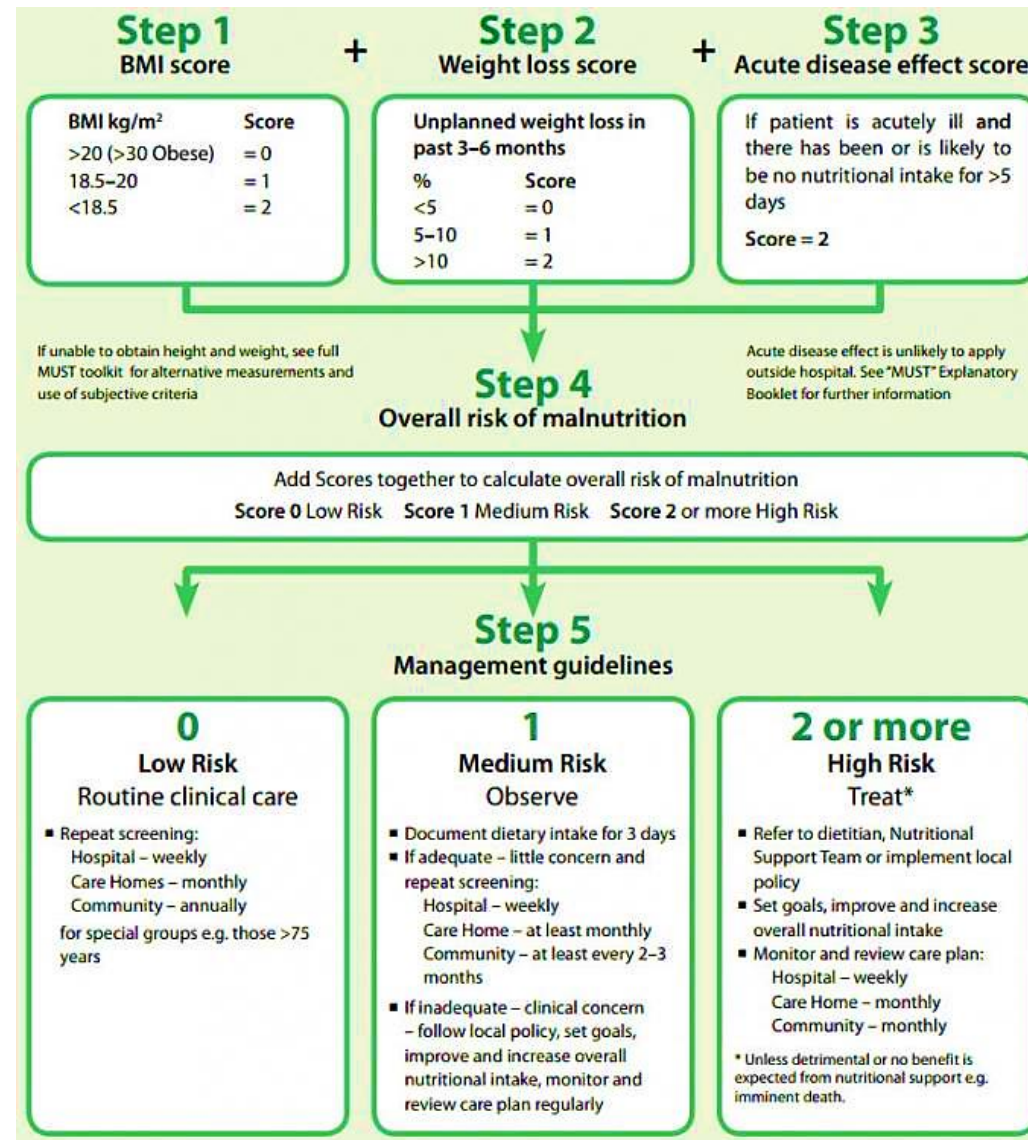 Step 1
BMI score
+
Step 2
Weight loss score
+
Step 3
Acute disease effect score
BMI kg/m² Score
>20 (>30 Obese) = 0
18.5–20 = 1
<18.5 = 2
Unplanned weight loss in
past 3–6 months
% Score
<5 = 0
5–10 = 1
>10 = 2
If patient is acutely ill and
there has been or is likely to
be no nutritional intake for >5
days
Score = 2
If unable to obtain height and weight, see full
MUST toolkit for alternative measurements and
use of subjective criteria
Acute disease effect is unlikely to apply
outside hospital. See "MUST" Explanatory
Booklet for further information
Step 4
Overall risk of malnutrition
Add Scores together to calculate overall risk of malnutrition
Score 0 Low Risk Score 1 Medium Risk Score 2 or more High Risk
Step 5
Management guidelines
0
Low Risk
Routine clinical care
■ Repeat screening:
Hospital – weekly
Care Homes – monthly
Community – annually
for special groups e.g. those >75
years
1
Medium Risk
Observe
■ Document dietary intake for 3 days
■ If adequate – little concern and
repeat screening:
Hospital – weekly
Care Home – at least monthly
Community – at least every 2–3
months
■ If inadequate – clinical concern
– follow local policy, set goals,
improve and increase overall
nutritional intake, monitor and
review care plan regularly
2 or more
High Risk
Treat*
■ Refer to dietitian, Nutritional
Support Team or implement local
policy
■ Set goals, improve and increase
overall nutritional intake
■ Monitor and review care plan:
Hospital – weekly
Care Home – monthly
Community – monthly
* Unless detrimental or no benefit is
expected from nutritional support e.g.
imminent death.